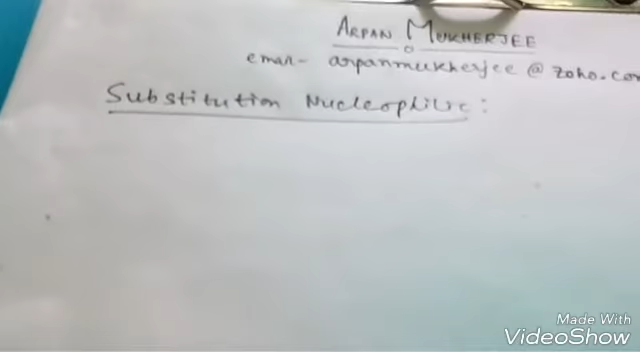 ARPAN MUKHERJEE
email- arpanmukherjee@zoho.com
Substitution Nucleophilic:
Made With
VideoShow